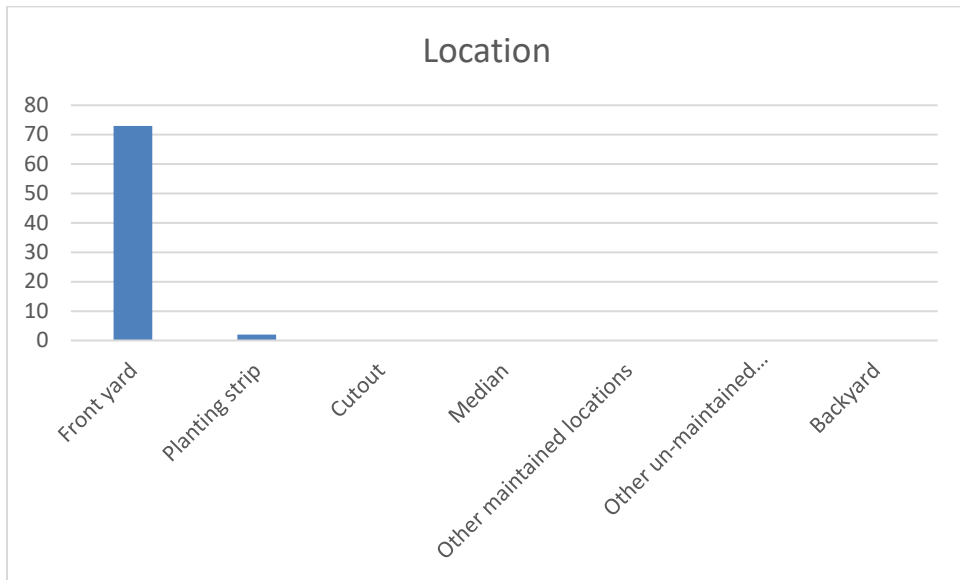 Location
80
70
60
50
40
30
20
10
0
Front yard
Planting strip
Cutout
Median
Other maintained locations
Other un-maintained...
Backyard